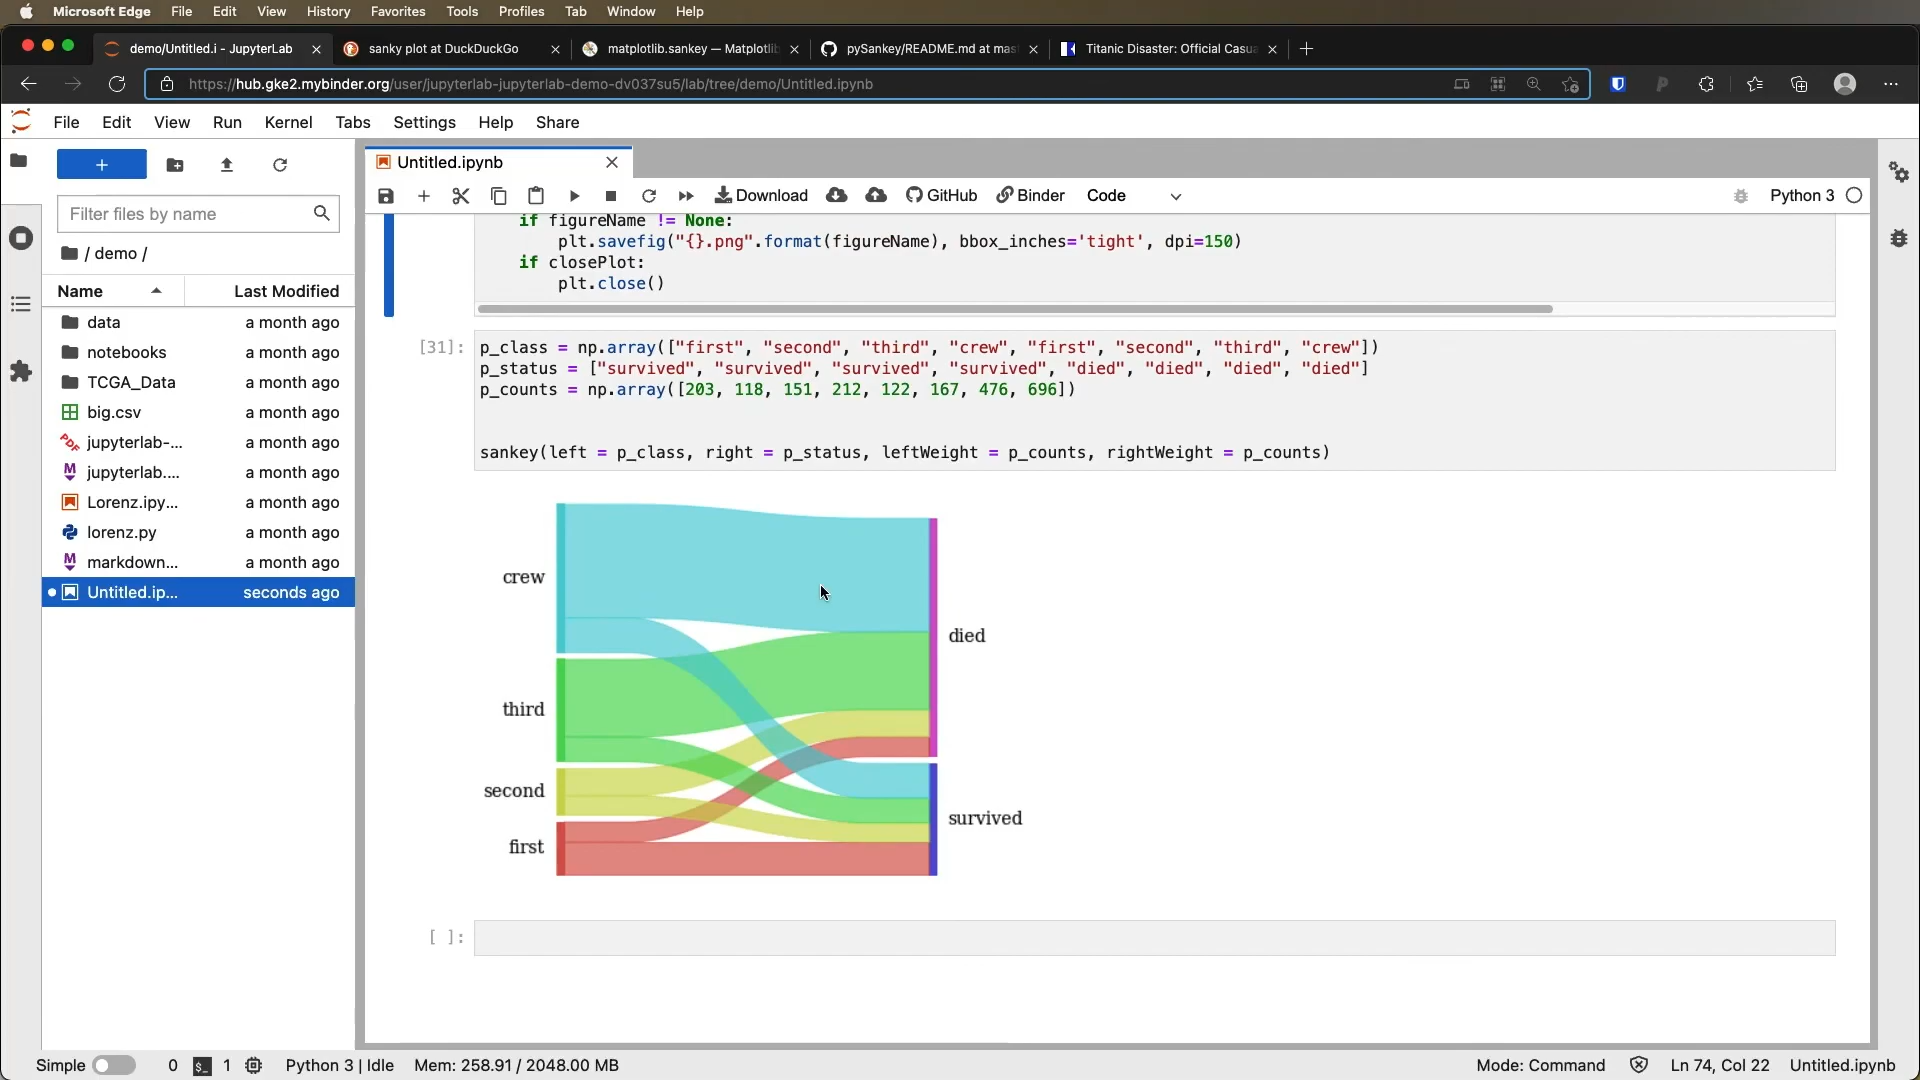 Microsoft Edge File Edit View History Favorites Tools Profiles Tab Window Help
demo/Untitled.i - JupyterLab
sanky plot at DuckDuckGo
matplotlib.sankey — Matplotlib
pySankey/README.md at mas
Titanic Disaster: Official Casua
https://hub.gke2.mybinder.org/user/jupyterlab-jupyterlab-demo-dv037su5/lab/tree/demo/Untitled.ipynb
File Edit View Run Kernel Tabs Settings Help Share
Filter files by name
/ demo /
Name Last Modified
data a month ago
notebooks a month ago
TCGA_Data a month ago
big.csv a month ago
jupyterlab-... a month ago
jupyterlab.... a month ago
Lorenz.ipy... a month ago
lorenz.py a month ago
markdown... a month ago
Untitled.ip... seconds ago
Untitled.ipynb
Download GitHub Binder Code Python 3
if figureName != None:
plt.savefig("{}.png".format(figureName), bbox_inches='tight', dpi=150)
if closePlot:
plt.close()
[31]:
p_class = np.array(["first", "second", "third", "crew", "first", "second", "third", "crew"])
p_status = ["survived", "survived", "survived", "survived", "died", "died", "died", "died"]
p_counts = np.array([203, 118, 151, 212, 122, 167, 476, 696])
sankey(left = p_class, right = p_status, leftWeight = p_counts, rightWeight = p_counts)
crew
died
third
second
survived
first
[ ]:
Simple 0 1 Python 3 | Idle Mem: 258.91 / 2048.00 MB Mode: Command Ln 74, Col 22 Untitled.ipynb